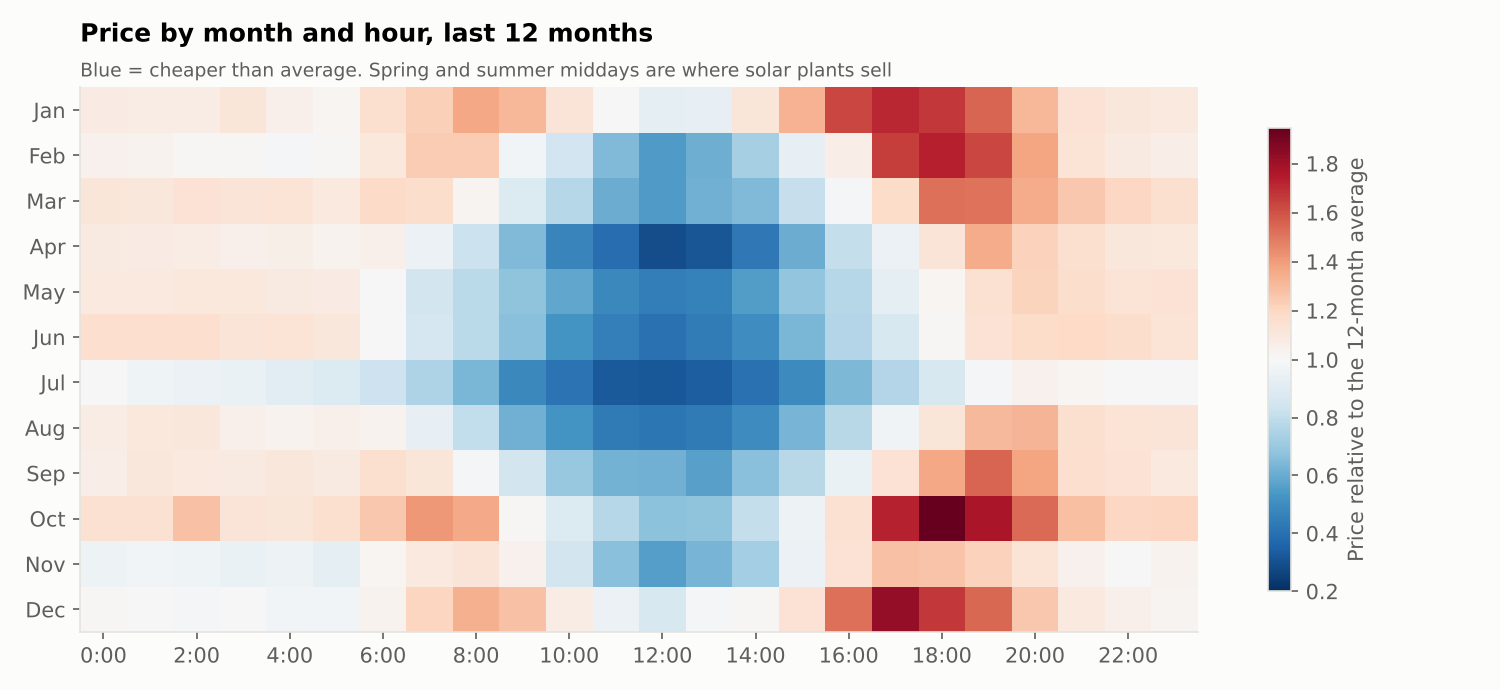 Price by month and hour, last 12 months
Blue = cheaper than average. Spring and summer middays are where solar plants sell
Jan
Feb
Mar
Apr
May
Jun
Jul
Aug
Sep
Oct
Nov
Dec
0:00 2:00 4:00 6:00 8:00 10:00 12:00 14:00 16:00 18:00 20:00 22:00
1.8
1.6
1.4
1.2
1.0
0.8
0.6
0.4
0.2
Price relative to the 12-month average